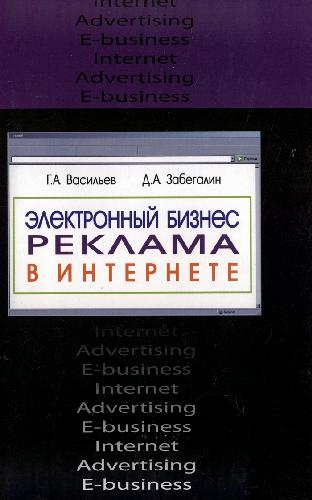 Internet
Advertising
E-business
Internet
Advertising
E-business
Г.А. Васильев Д.А. Забегалин
ЭЛЕКТРОННЫЙ БИЗНЕС
РЕКЛАМА
В ИНТЕРНЕТЕ
Internet
Advertising
E-business
Internet
Advertising
E-business
Internet
Advertising
E-business